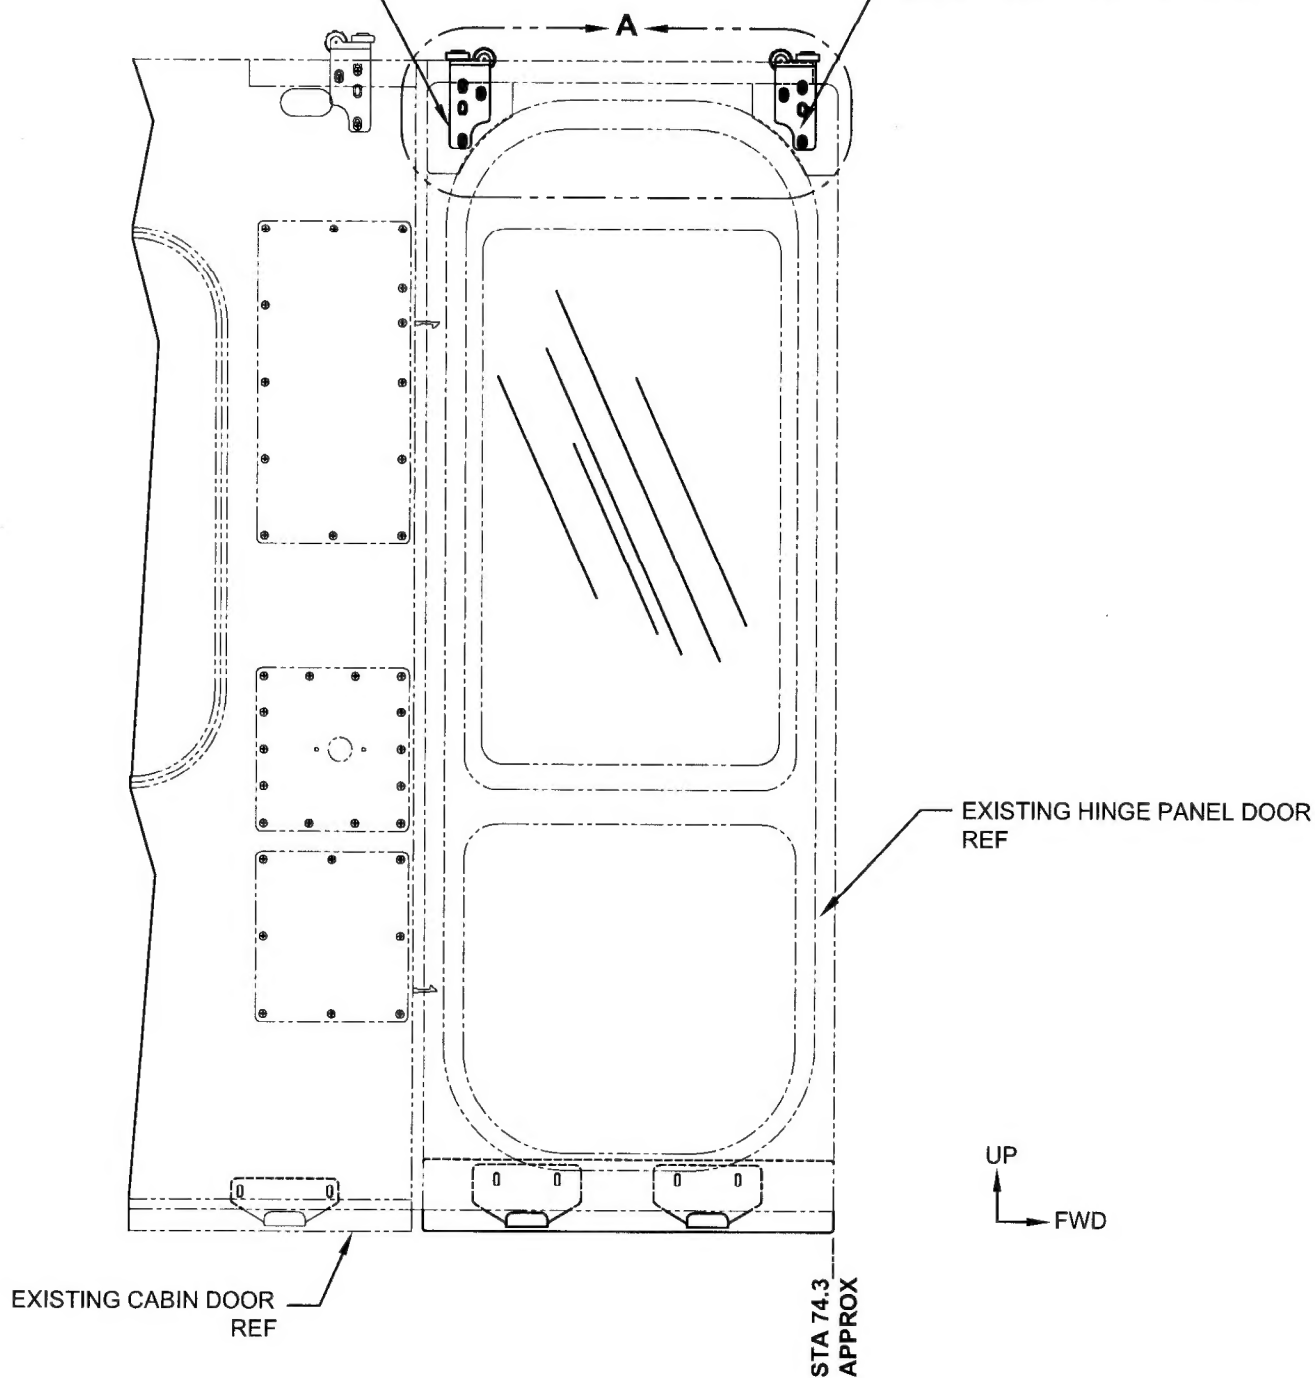 A
EXISTING HINGE PANEL DOOR
REF
UP
FWD
EXISTING CABIN DOOR
REF
STA 74.3
APPROX